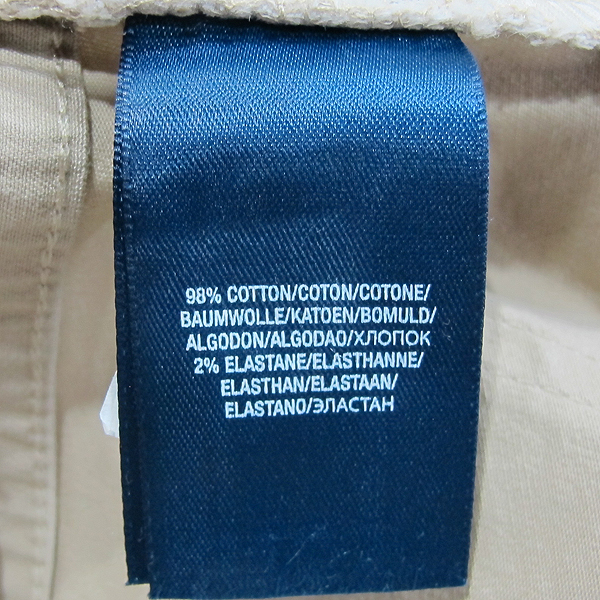 98% COTTON/COTON/COTONE/
BAUMWOLLE/KATOEN/BOMULD/
ALGODON/ALGODAO/ХЛОПОК
2% ELASTANE/ELASTHANNE/
ELASTHAN/ELASTAAN/
ELASTANO/ЭЛАСТАН